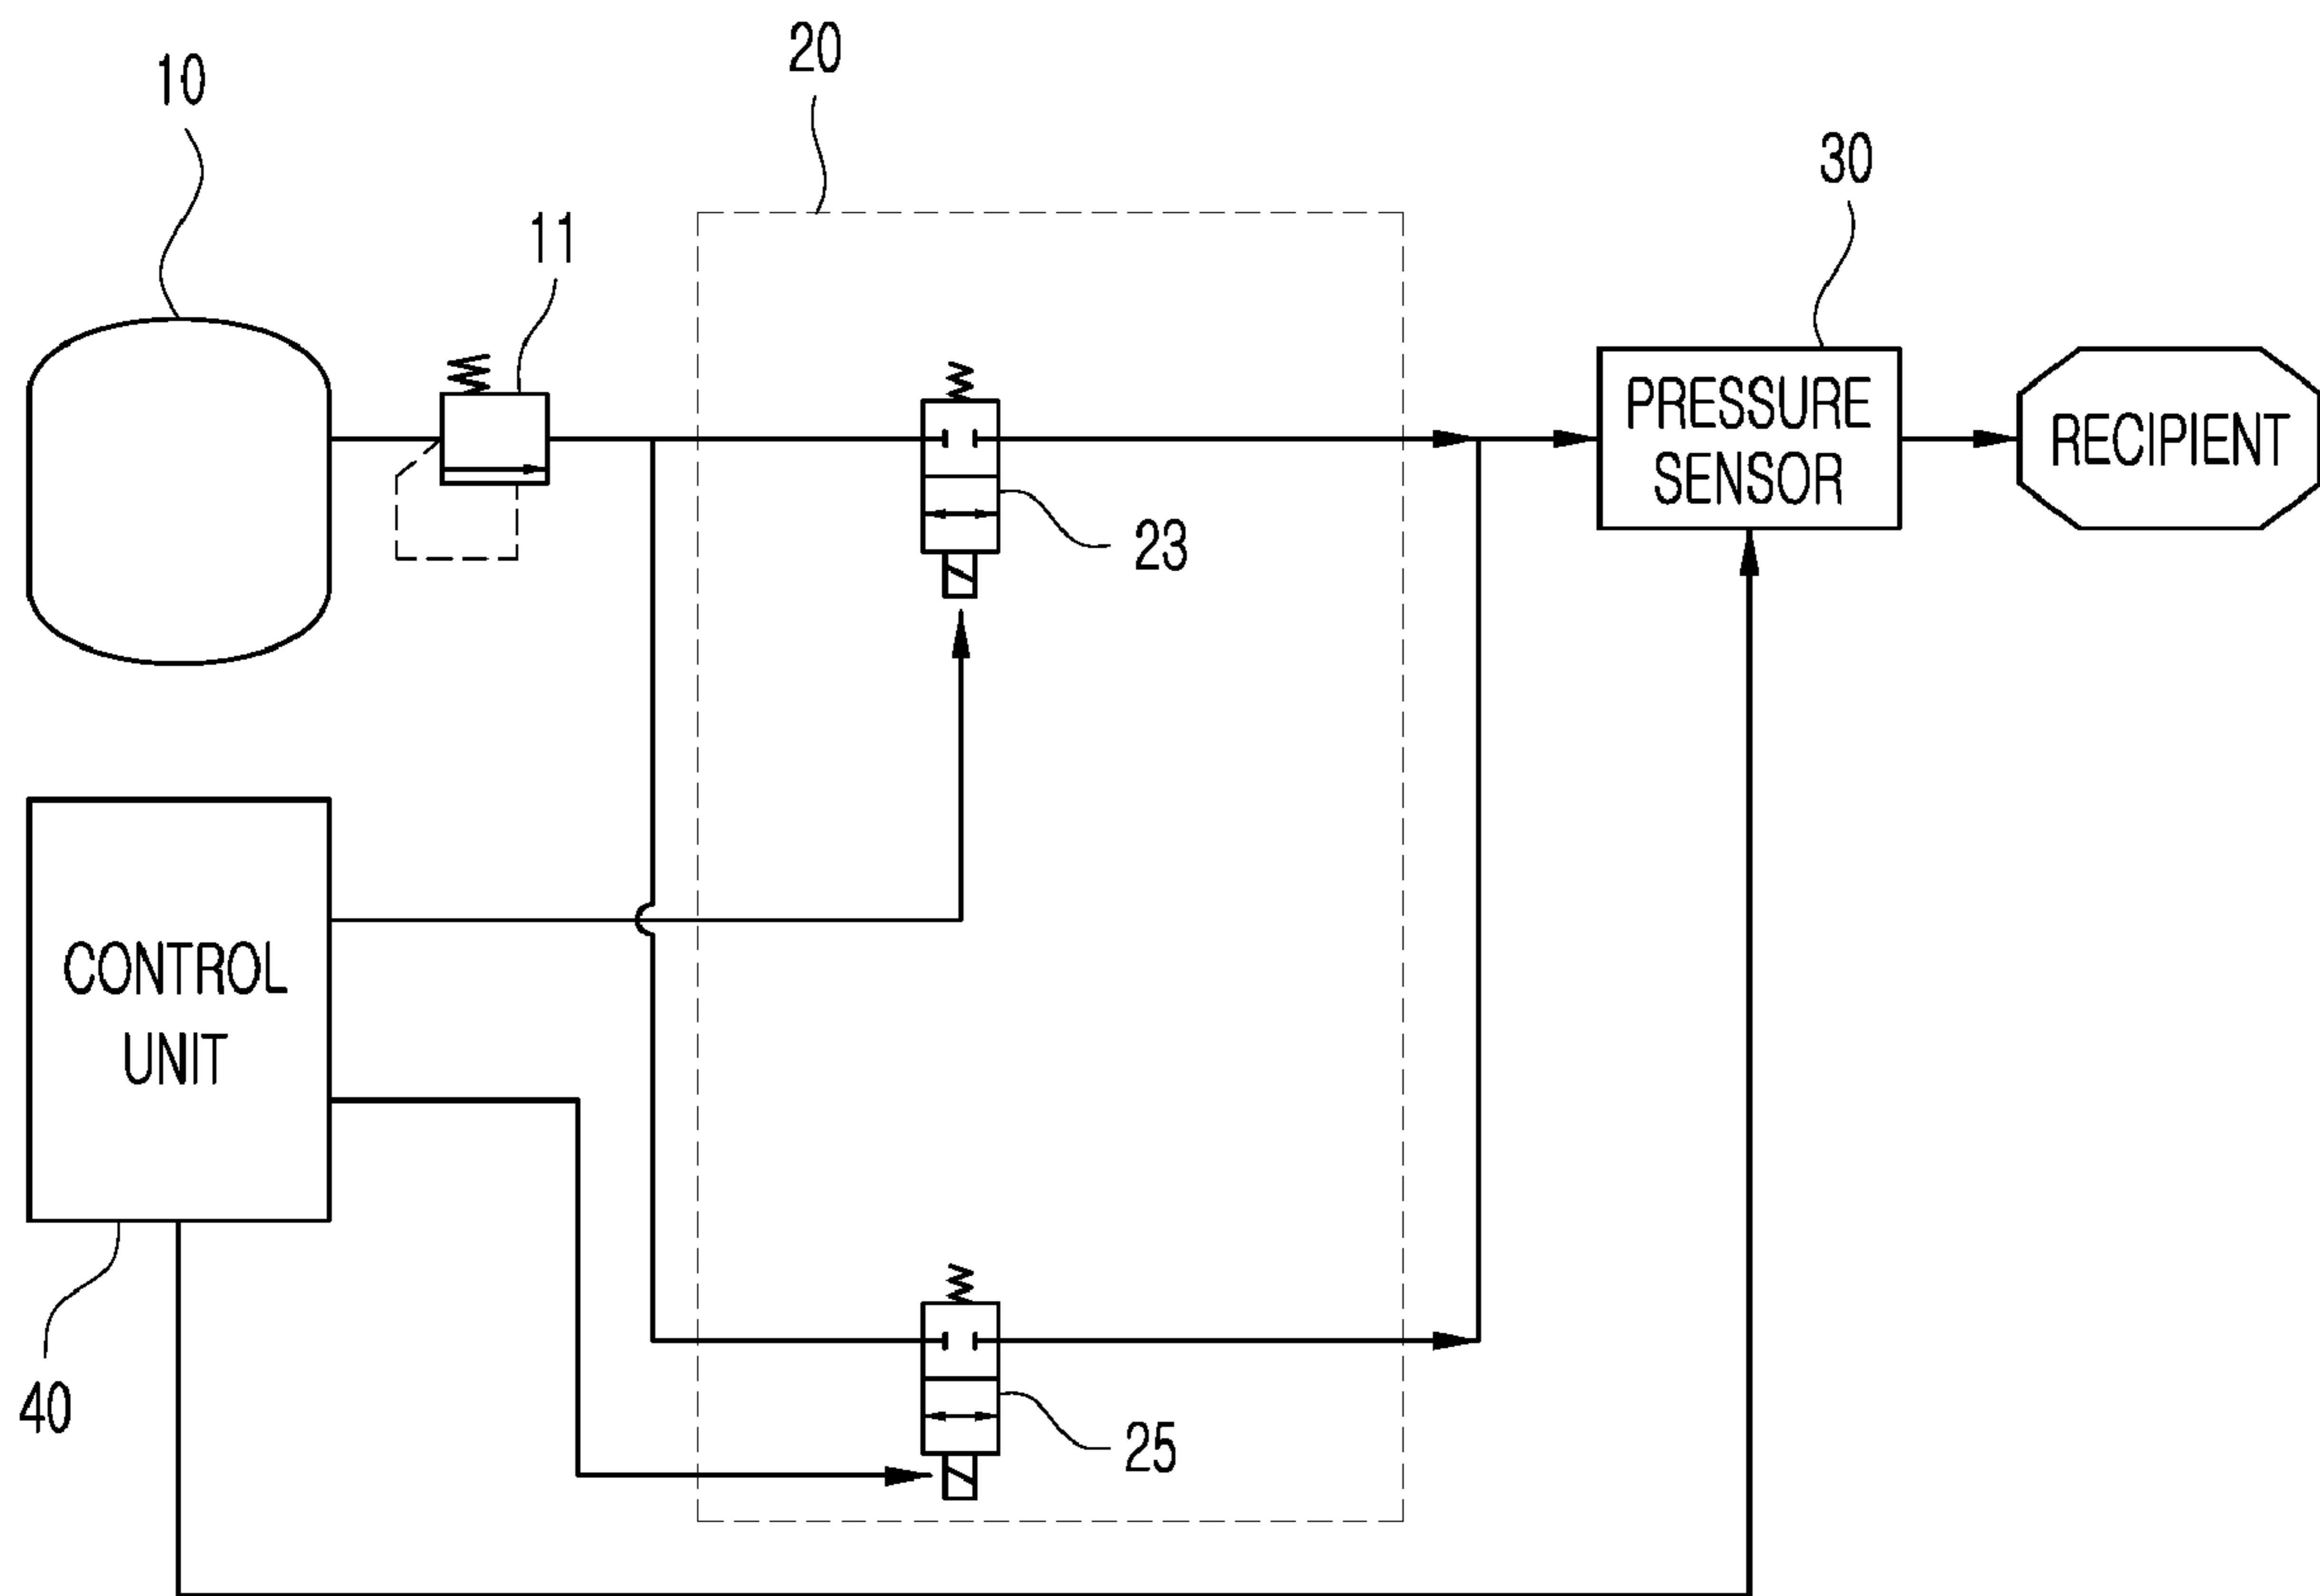 20
10
30
11
PRESSURE
SENSOR
RECIPIENT
23
CONTROL
UNIT
40
25